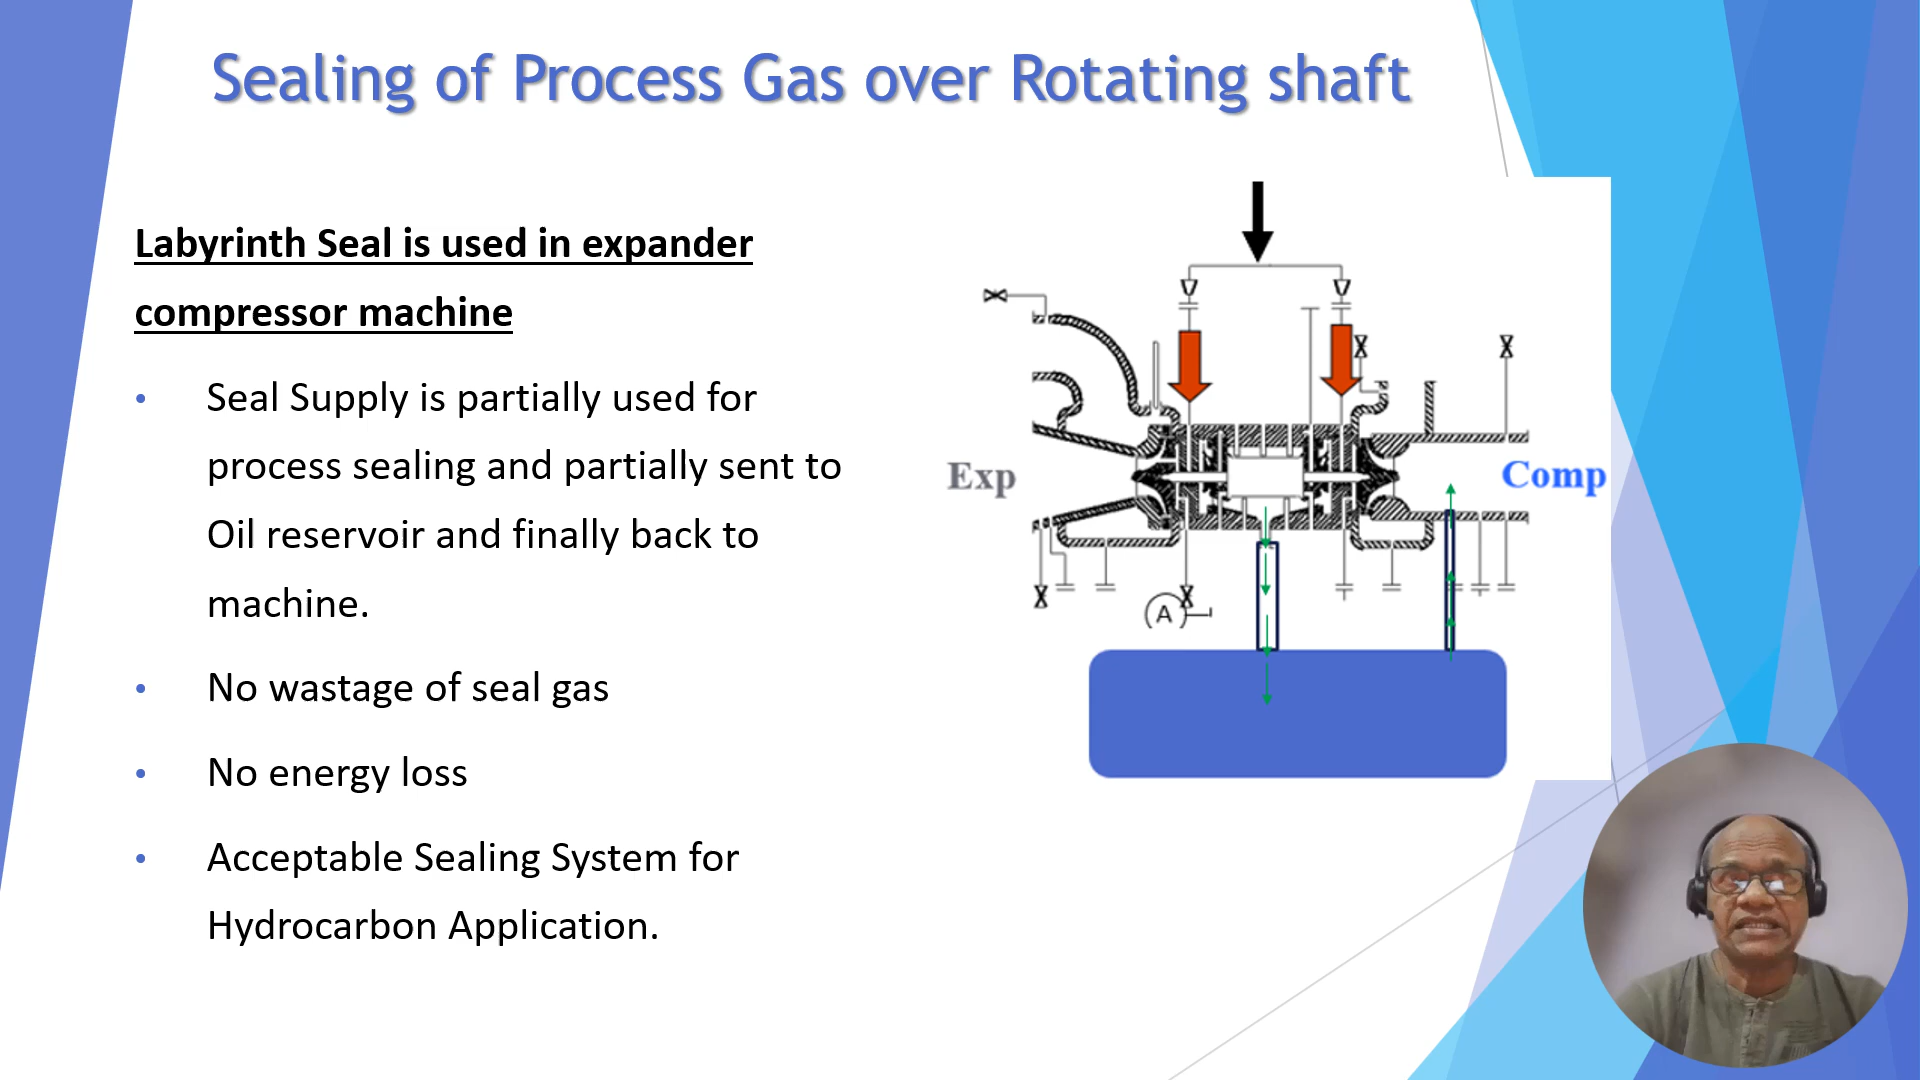 Sealing of Process Gas over Rotating shaft
Labyrinth Seal is used in expander
compressor machine
• Seal Supply is partially used for
process sealing and partially sent to
Oil reservoir and finally back to
machine.
• No wastage of seal gas
• No energy loss
• Acceptable Sealing System for
Hydrocarbon Application.
Exp
Comp
A